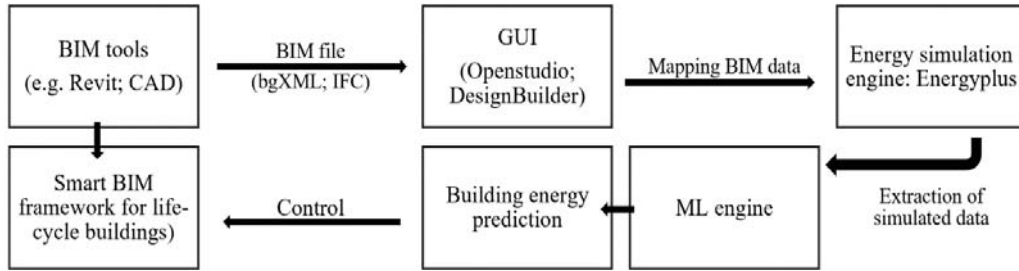 BIM tools
(e.g. Revit; CAD)
BIM file
(bgXML; IFC)
GUI
(Openstudio;
DesignBuilder)
Mapping BIM data
Energy simulation
engine: Energyplus
Smart BIM
framework for life-
cycle buildings)
Control
Building energy
prediction
ML engine
Extraction of
simulated data